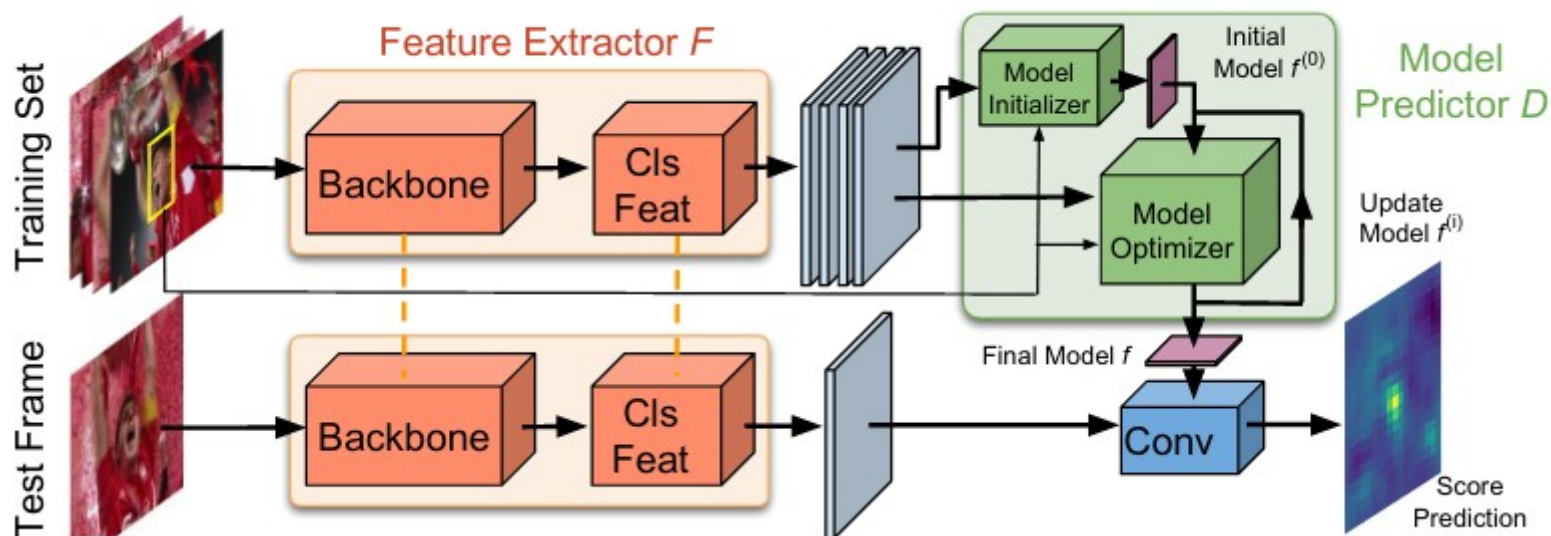 Training Set
Feature Extractor F
Backbone
Cls
Feat
Model
Initializer
Initial
Model f⁽⁰⁾
Model
Predictor D
Model
Optimizer
Update
Model f⁽ⁱ⁾
Test Frame
Backbone
Cls
Feat
Final Model f
Conv
Score
Prediction